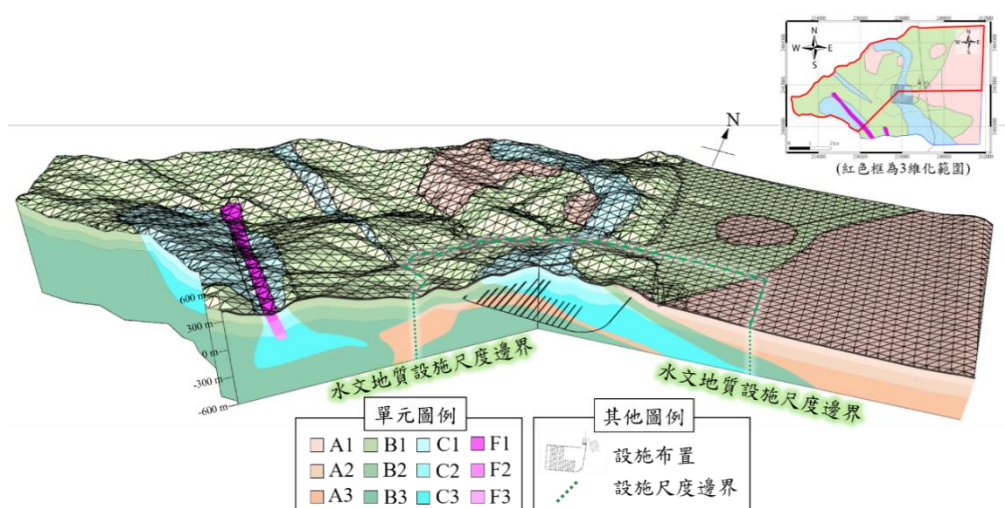 N
W E
S
(紅色框為3維化範圍)
N
600 m
300 m
0 m
-300 m
-600 m
水文地質設施尺度邊界
水文地質設施尺度邊界
單元圖例
A1 B1 C1 F1
A2 B2 C2 F2
A3 B3 C3 F3
其他圖例
設施布置
設施尺度邊界